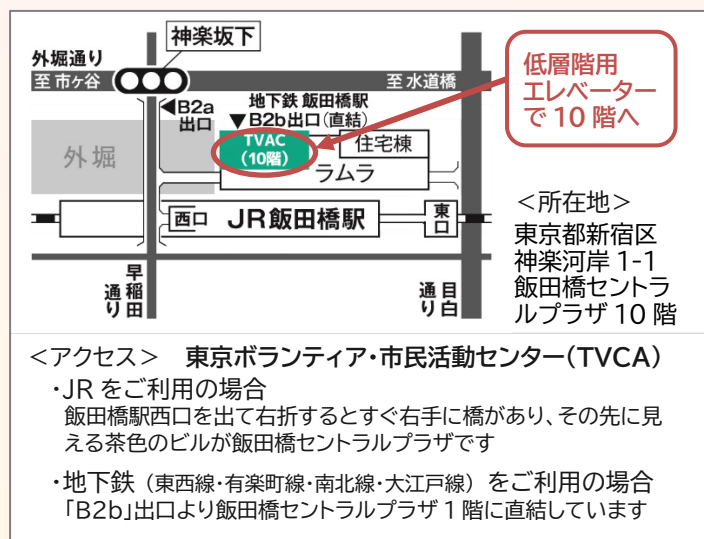 神楽坂下
外堀通り
至市ヶ谷
至水道橋
◀B2a
出口
地下鉄 飯田橋駅
▼B2b出口(直結)
TVAC
(10階)
住宅棟
ラムラ
外堀
西口
JR飯田橋駅
東口
早稲田通り
目白通り
低層階用
エレベーター
で 10 階へ
<所在地>
東京都新宿区
神楽河岸 1-1
飯田橋セントラ
ルプラザ 10 階
<アクセス> 東京ボランティア・市民活動センター(TVCA)
・JR をご利用の場合
飯田橋駅西口を出て右折するとすぐ右手に橋があり、その先に見
える茶色のビルが飯田橋セントラルプラザです
・地下鉄 (東西線・有楽町線・南北線・大江戸線) をご利用の場合
「B2b」出口より飯田橋セントラルプラザ 1 階に直結しています